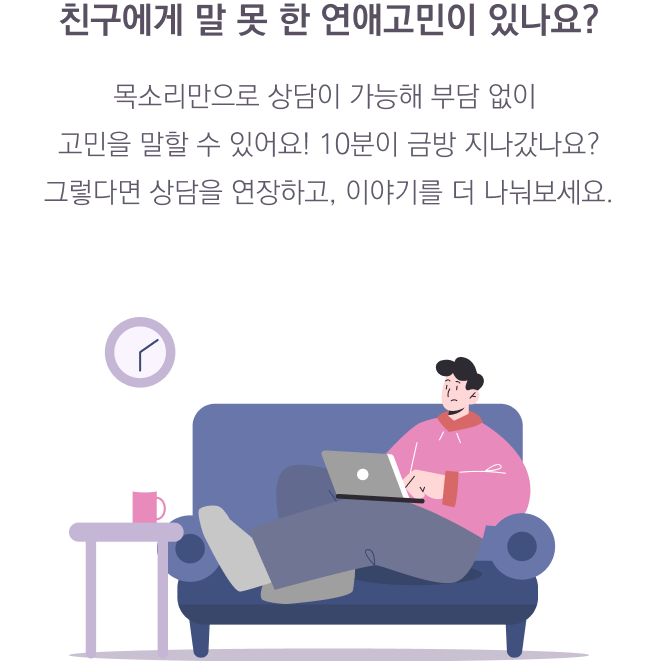 친구에게 말 못 한 연애고민이 있나요?
목소리만으로 상담이 가능해 부담 없이
고민을 말할 수 있어요! 10분이 금방 지나갔나요?
그렇다면 상담을 연장하고, 이야기를 더 나눠보세요.